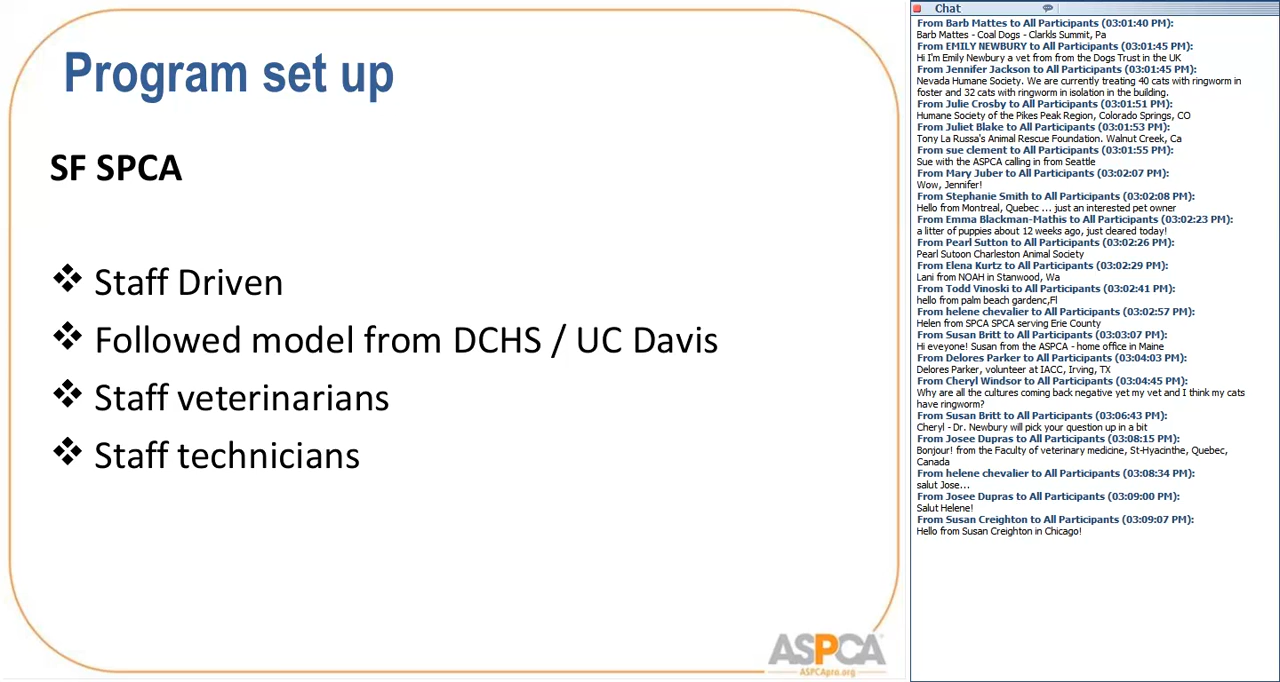 Program set up
SF SPCA
❖ Staff Driven
❖ Followed model from DCHS / UC Davis
❖ Staff veterinarians
❖ Staff technicians
ASPCA
ASPCApro.org
Chat
From Barb Mattes to All Participants (03:01:40 PM):
Barb Mattes - Coal Dogs - Clarkls Summit, Pa
From EMILY NEWBURY to All Participants (03:01:45 PM):
Hi I'm Emily Newbury a vet from from the Dogs Trust in the UK
From Jennifer Jackson to All Participants (03:01:45 PM):
Nevada Humane Society. We are currently treating 40 cats with ringworm in
foster and 32 cats with ringworm in isolation in the building.
From Julie Crosby to All Participants (03:01:51 PM):
Humane Society of the Pikes Peak Region, Colorado Springs, CO
From Juliet Blake to All Participants (03:01:53 PM):
Tony La Russa's Animal Rescue Foundation. Walnut Creek, Ca
From sue clement to All Participants (03:01:55 PM):
Sue with the ASPCA calling in from Seattle
From Mary Juber to All Participants (03:02:07 PM):
Wow, Jennifer!
From Stephanie Smith to All Participants (03:02:08 PM):
Hello from Montreal, Quebec ... just an interested pet owner
From Emma Blackman-Mathis to All Participants (03:02:23 PM):
a litter of puppies about 12 weeks ago, just cleared today!
From Pearl Sutton to All Participants (03:02:26 PM):
Pearl Sutoon Charleston Animal Society
From Elena Kurtz to All Participants (03:02:29 PM):
Lani from NOAH in Stanwood, Wa
From Todd Vinoski to All Participants (03:02:41 PM):
hello from palm beach gardenc,Fl
From helene chevalier to All Participants (03:02:57 PM):
Helen from SPCA SPCA serving Erie County
From Susan Britt to All Participants (03:03:07 PM):
Hi eveyone! Susan from the ASPCA - home office in Maine
From Delores Parker to All Participants (03:04:03 PM):
Delores Parker, volunteer at IACC, Irving, TX
From Cheryl Windsor to All Participants (03:04:45 PM):
Why are all the cultures coming back negative yet my vet and I think my cats
have ringworm?
From Susan Britt to All Participants (03:06:43 PM):
Cheryl - Dr. Newbury will pick your question up in a bit
From Josee Dupras to All Participants (03:08:15 PM):
Bonjour! from the Faculty of veterinary medicine, St-Hyacinthe, Quebec,
Canada
From helene chevalier to All Participants (03:08:34 PM):
salut Jose...
From Josee Dupras to All Participants (03:09:00 PM):
Salut Helene!
From Susan Creighton to All Participants (03:09:07 PM):
Hello from Susan Creighton in Chicago!